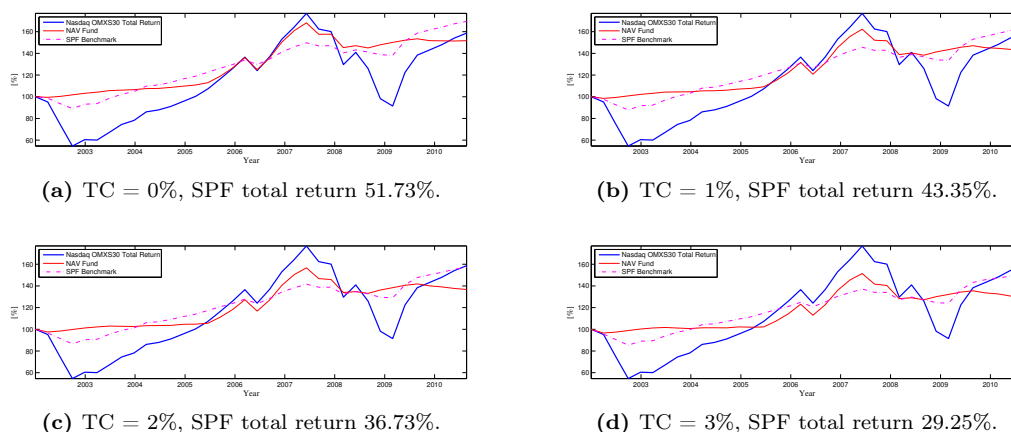 Nasdaq OMXS30 Total Return
NAV Fund
SPF Benchmark
[%]
160
140
120
100
80
60
2003 2004 2005 2006 2007 2008 2009 2010
Year
(a) TC = 0%, SPF total return 51.73%.
Nasdaq OMXS30 Total Return
NAV Fund
SPF Benchmark
[%]
160
140
120
100
80
60
2003 2004 2005 2006 2007 2008 2009 2010
Year
(b) TC = 1%, SPF total return 43.35%.
Nasdaq OMXS30 Total Return
NAV Fund
SPF Benchmark
[%]
160
140
120
100
80
60
2003 2004 2005 2006 2007 2008 2009 2010
Year
(c) TC = 2%, SPF total return 36.73%.
Nasdaq OMXS30 Total Return
NAV Fund
SPF Benchmark
[%]
160
140
120
100
80
60
2003 2004 2005 2006 2007 2008 2009 2010
Year
(d) TC = 3%, SPF total return 29.25%.